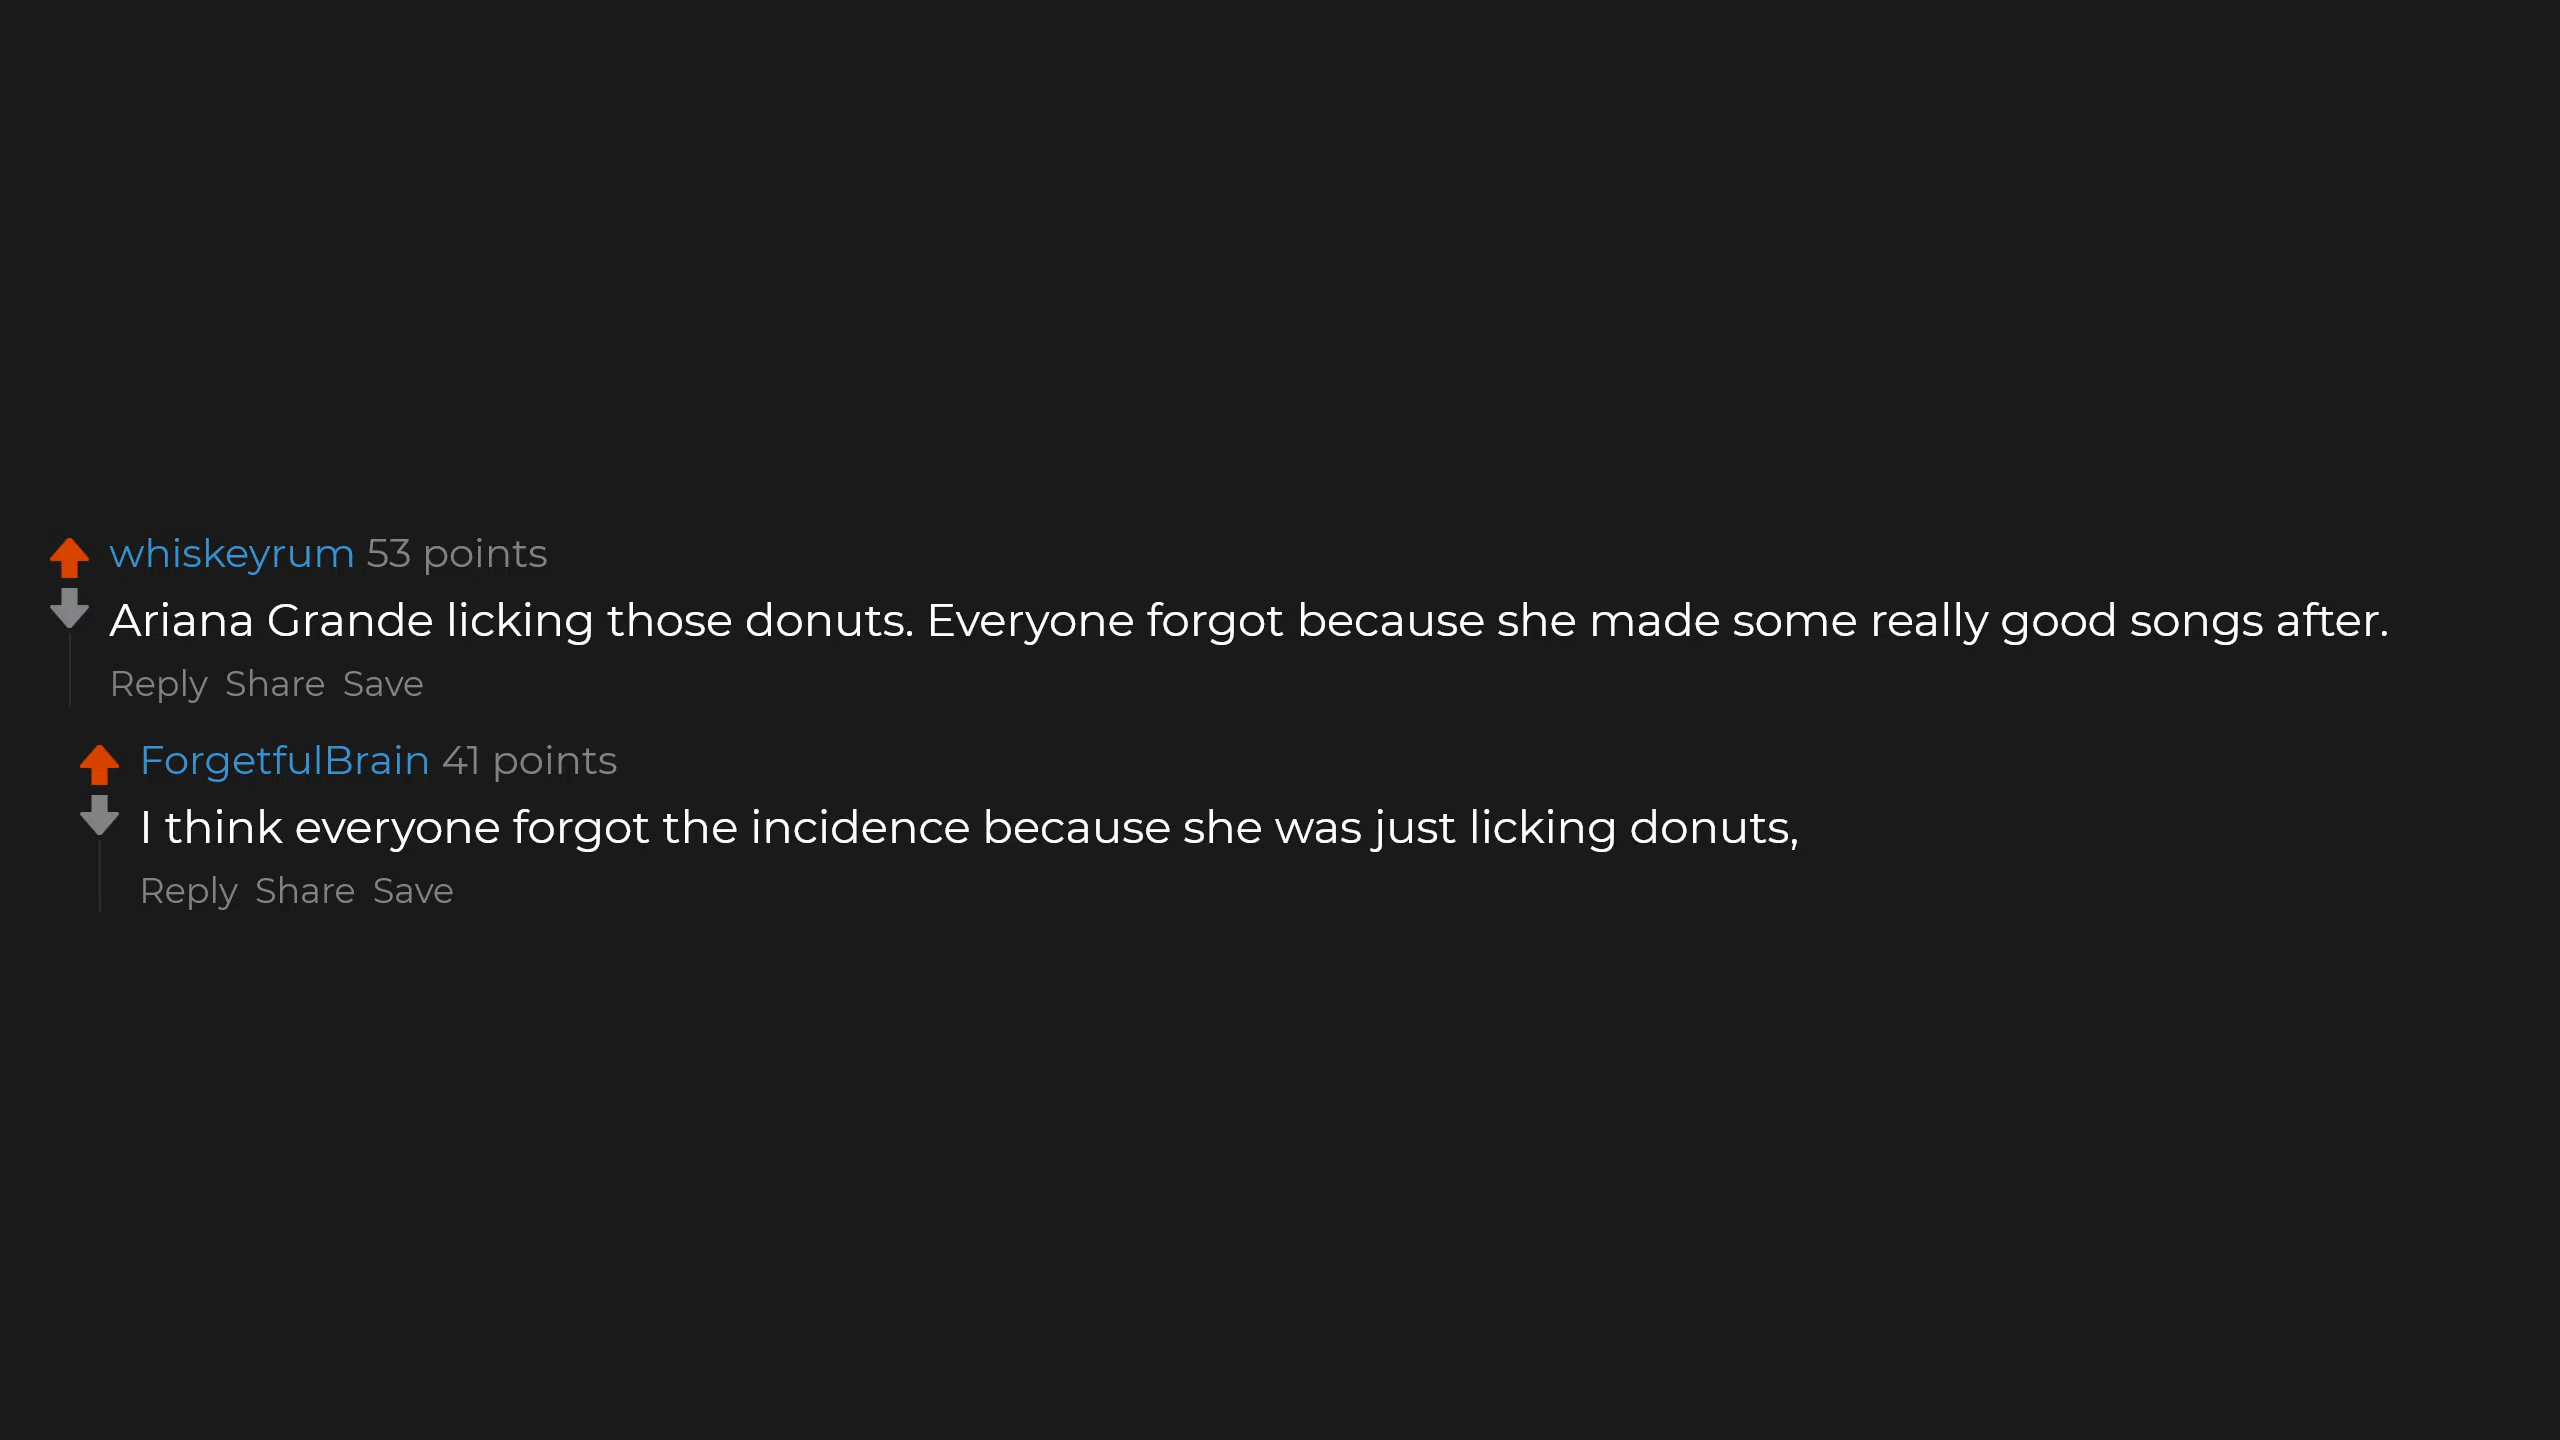 whiskeyrum 53 points
Ariana Grande licking those donuts. Everyone forgot because she made some really good songs after.
Reply Share Save
ForgetfulBrain 41 points
I think everyone forgot the incidence because she was just licking donuts,
Reply Share Save